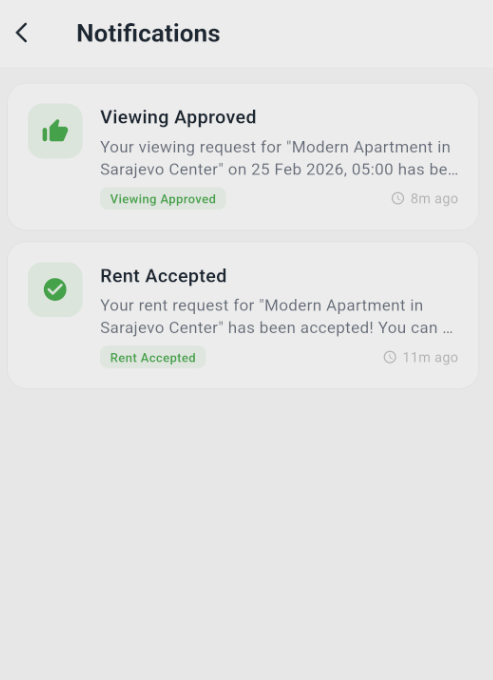 Notifications
Viewing Approved
Your viewing request for "Modern Apartment in
Sarajevo Center" on 25 Feb 2026, 05:00 has be...
Viewing Approved
8m ago
Rent Accepted
Your rent request for "Modern Apartment in
Sarajevo Center" has been accepted! You can ...
Rent Accepted
11m ago